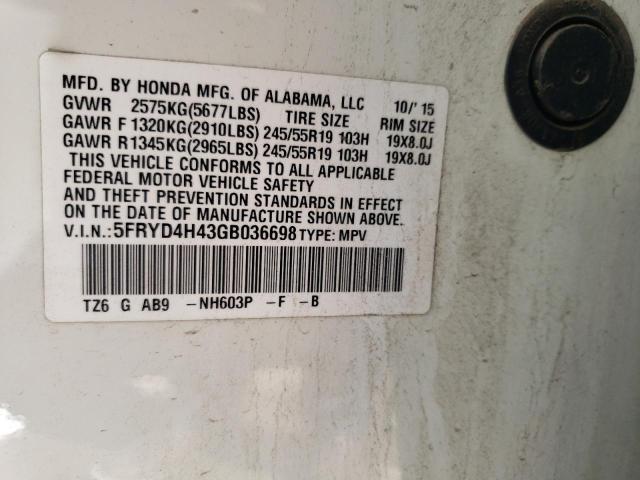 MFD. BY HONDA MFG. OF ALABAMA, LLC 10/'15
GVWR 2575KG(5677LBS) TIRE SIZE RIM SIZE
GAWR F 1320KG(2910LBS) 245/55R19 103H 19X8.0J
GAWR R1345KG(2965LBS) 245/55R19 103H 19X8.0J
THIS VEHICLE CONFORMS TO ALL APPLICABLE
FEDERAL MOTOR VEHICLE SAFETY
AND THEFT PREVENTION STANDARDS IN EFFECT
ON THE DATE OF MANUFACTURE SHOWN ABOVE.
V.I.N.:5FRYD4H43GB036698 TYPE: MPV
TZ6 G AB9 -NH603P -F -B